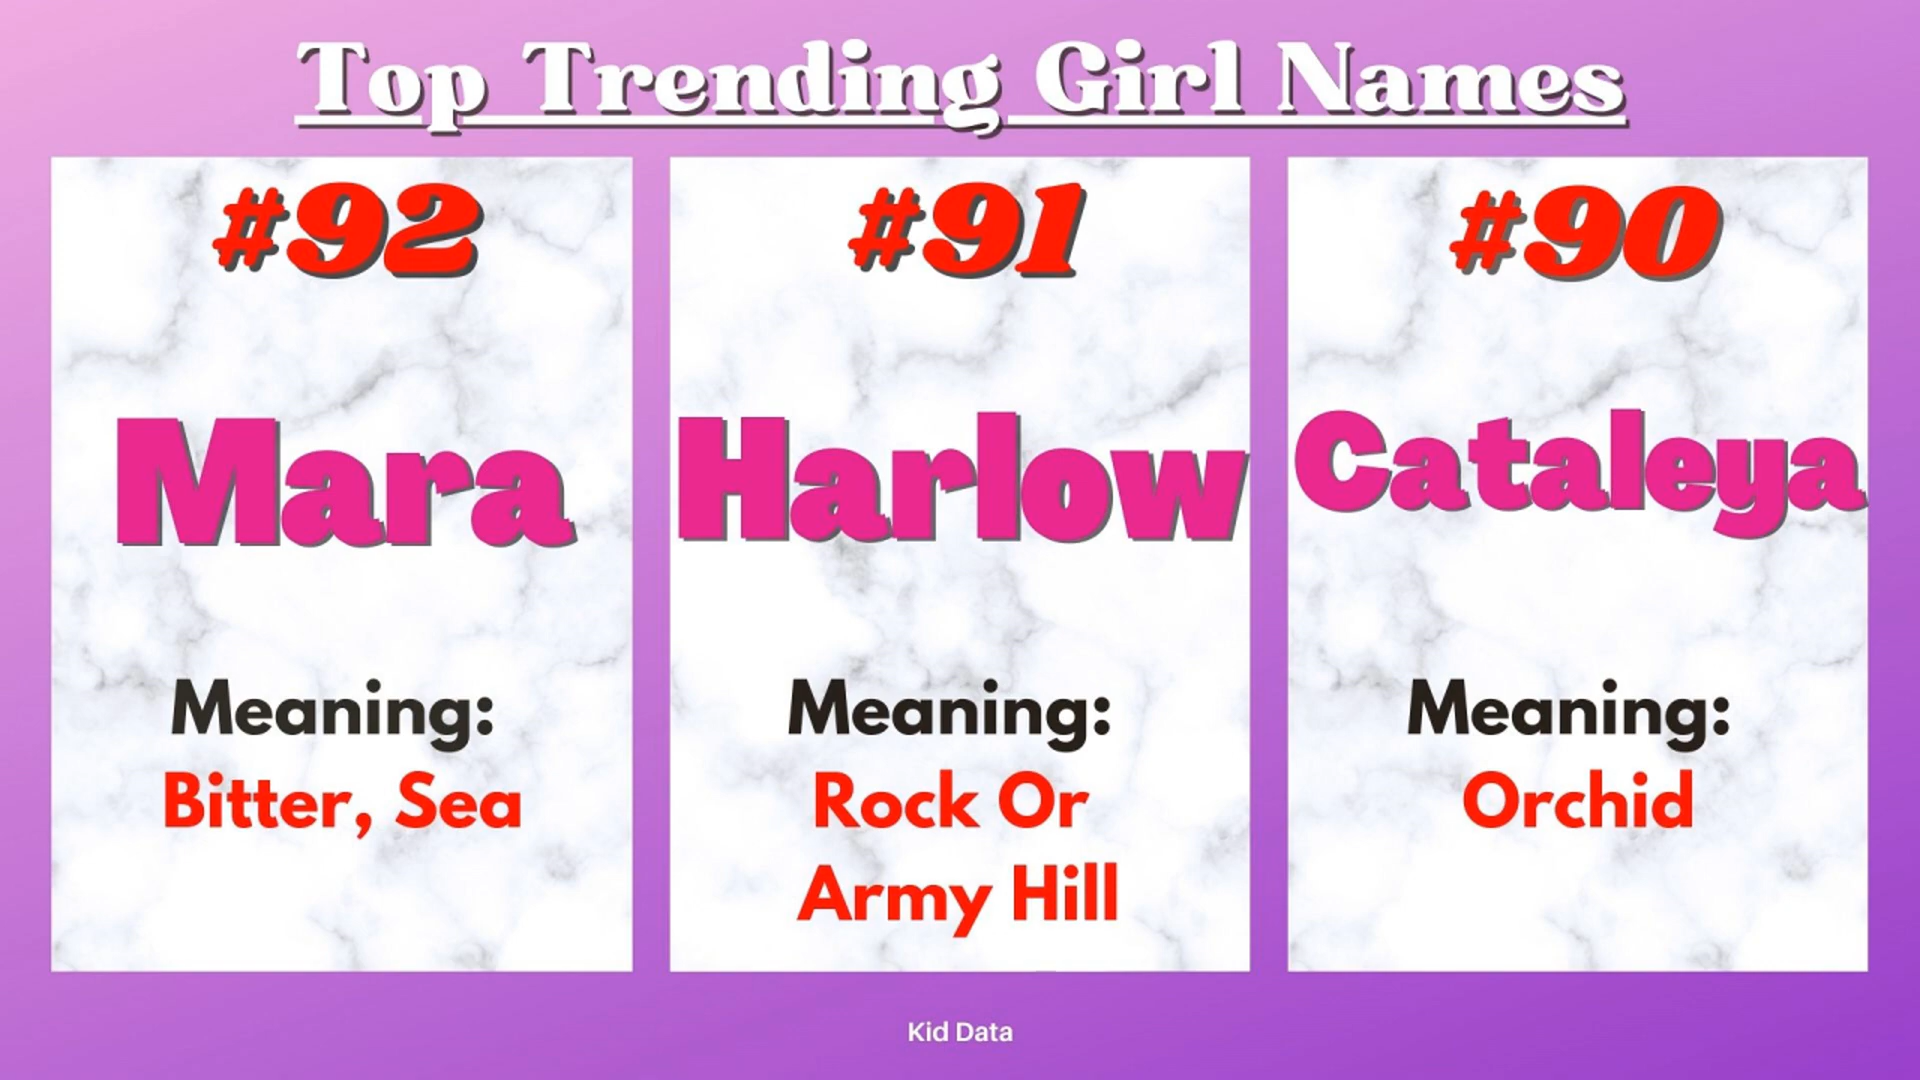 Top Trending Girl Names
#92
Mara
Meaning:
Bitter, Sea
#91
Harlow
Meaning:
Rock Or
Army Hill
#90
Cataleya
Meaning:
Orchid
Kid Data